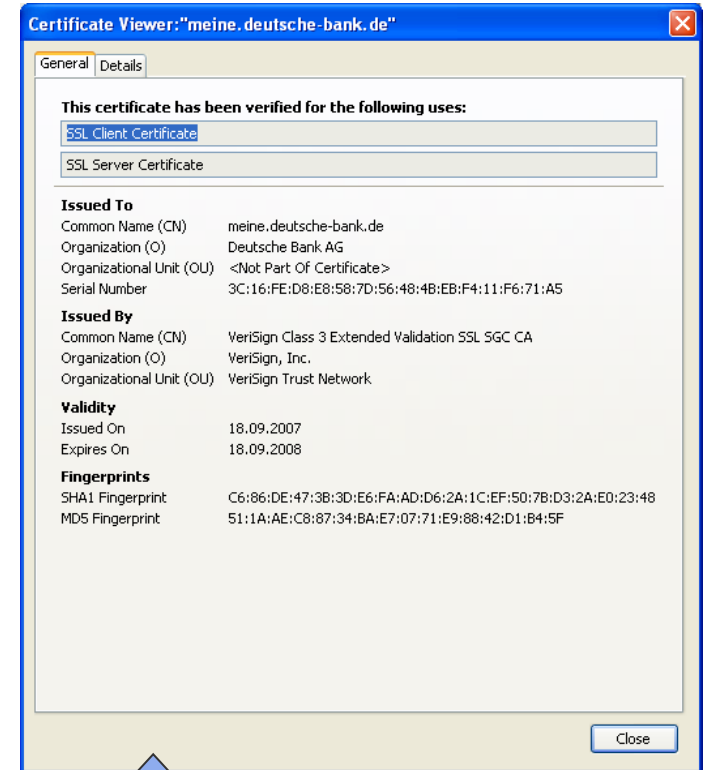 Certificate Viewer:"meine.deutsche-bank.de"
General Details
This certificate has been verified for the following uses:
SSL Client Certificate
SSL Server Certificate
Issued To
Common Name (CN) meine.deutsche-bank.de
Organization (O) Deutsche Bank AG
Organizational Unit (OU) <Not Part Of Certificate>
Serial Number 3C:16:FE:D8:E8:58:7D:56:48:4B:EB:F4:11:F6:71:A5
Issued By
Common Name (CN) VeriSign Class 3 Extended Validation SSL SGC CA
Organization (O) VeriSign, Inc.
Organizational Unit (OU) VeriSign Trust Network
Validity
Issued On 18.09.2007
Expires On 18.09.2008
Fingerprints
SHA1 Fingerprint C6:86:DE:47:3B:3D:E6:FA:AD:D6:2A:1C:EF:50:7B:D3:2A:E0:23:48
MD5 Fingerprint 51:1A:AE:C8:87:34:BA:E7:07:71:E9:88:42:D1:B4:5F
Close